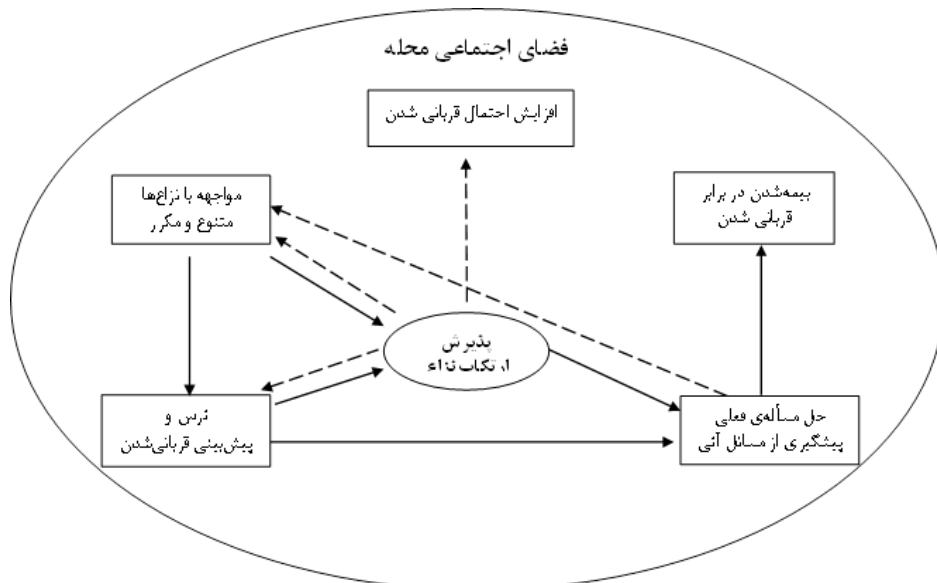 فضای اجتماعی محله
افزایش احتمال قربانی شدن
مواجهه با نزاع‌ها
متنوع و مکرر
بیمه‌شدن در برابر
قربانی شدن
پذیرش
ارتکاب نزاع
ترس و
پیش‌بینی قربانی‌شدن
حل مسأله‌ی فعلی
پیشگیری از مسائل آتی